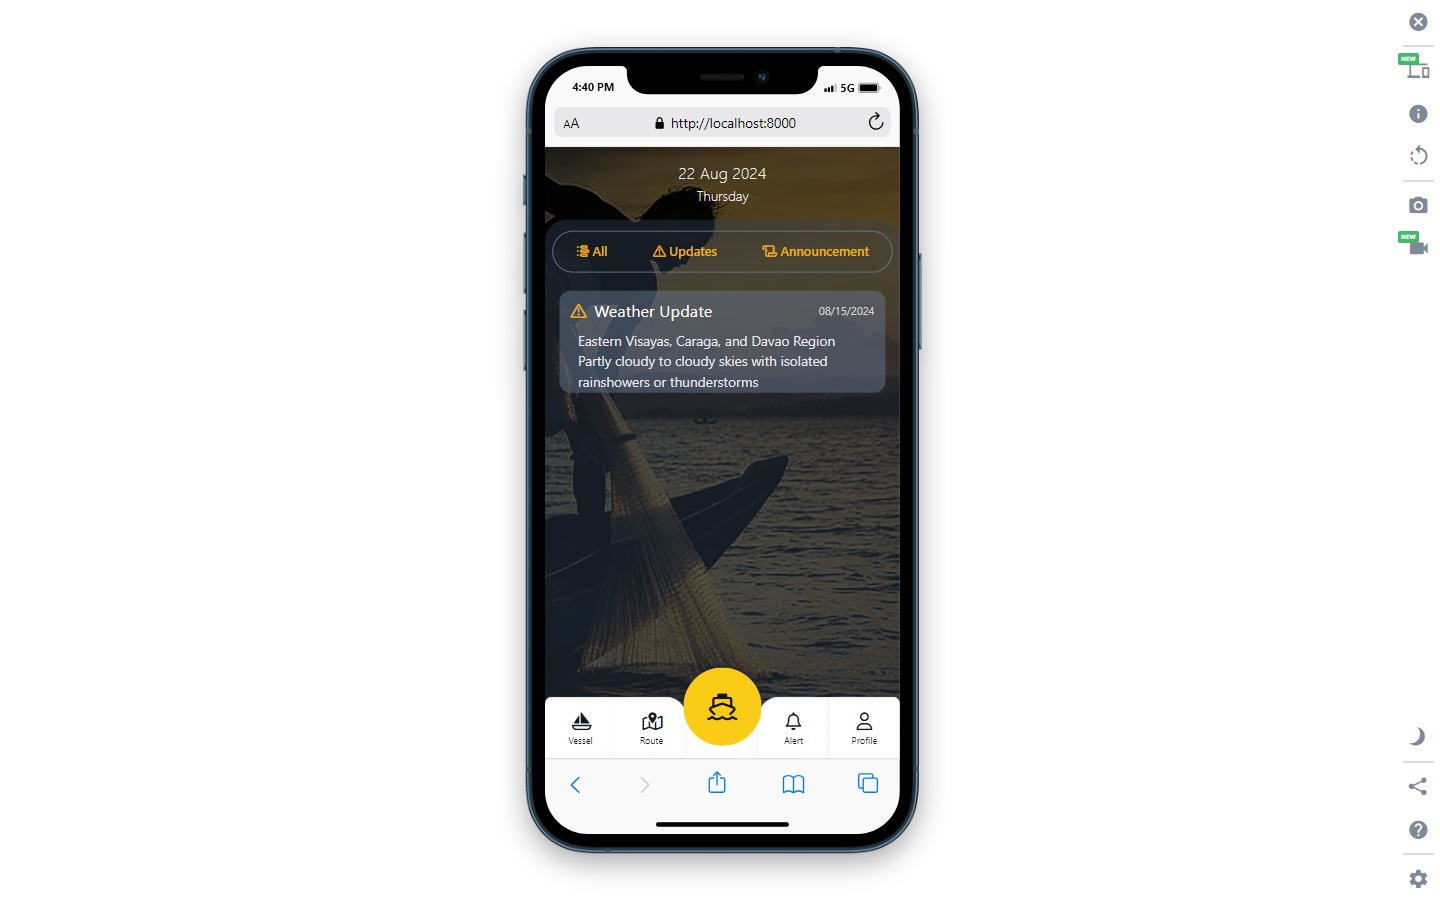 4:40 PM
5G
AA
http://localhost:8000
22 Aug 2024
Thursday
All
Updates
Announcement
Weather Update
08/15/2024
Eastern Visayas, Caraga, and Davao Region
Partly cloudy to cloudy skies with isolated
rainshowers or thunderstorms
Vessel
Route
Alert
Profile
NEW
NEW